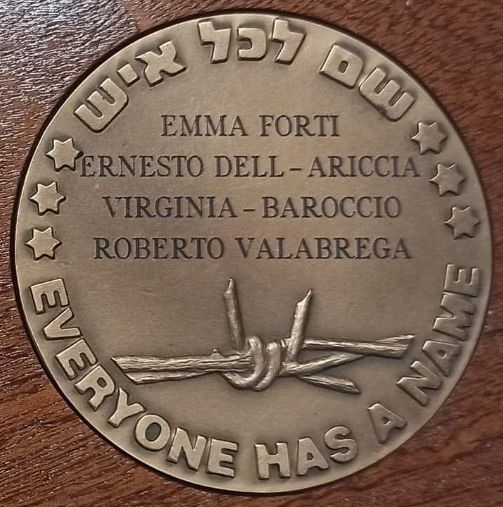 שם לכל איש
EMMA FORTI
ERNESTO DELL-ARICCIA
VIRGINIA-BAROCCIO
ROBERTO VALABREGA
EVERYONE HAS A NAME